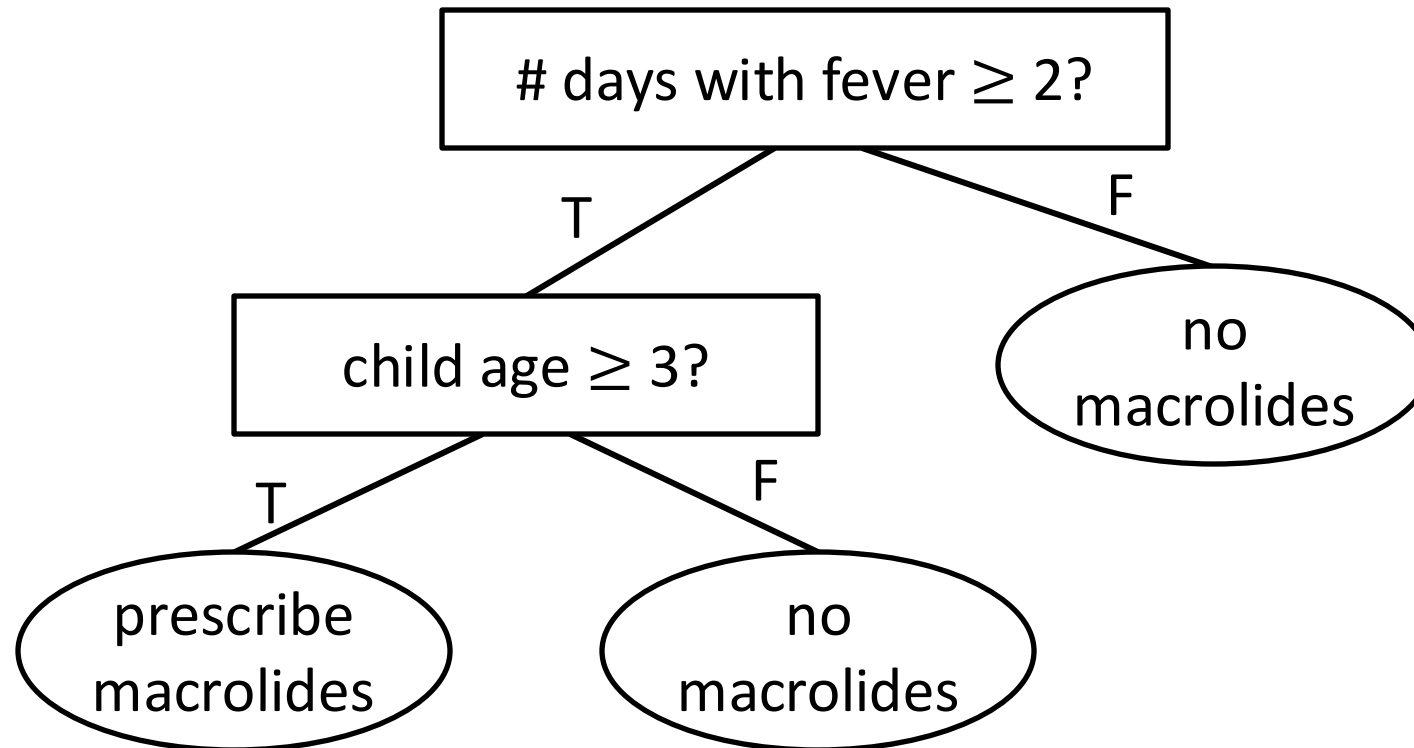 # days with fever ≥ 2?
T
F
child age ≥ 3?
no
macrolides
T
F
prescribe
macrolides
no
macrolides